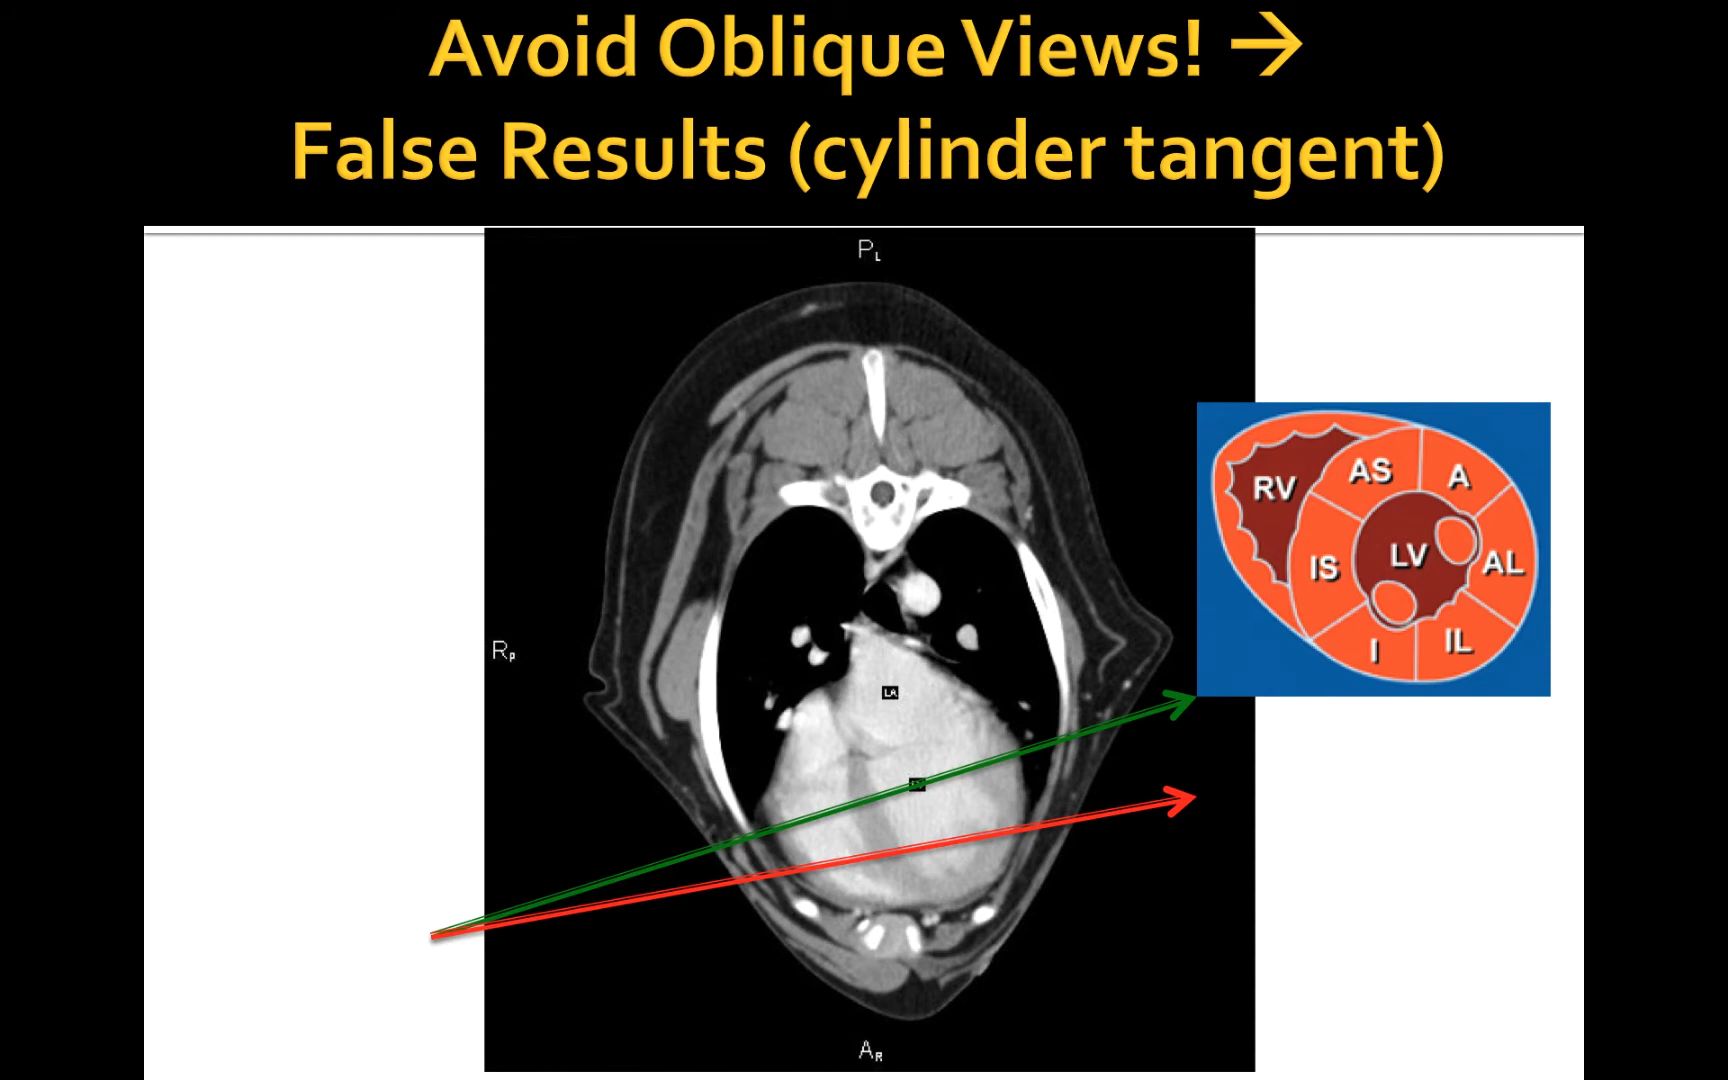 Avoid Oblique Views! →
False Results (cylinder tangent)
PL
RP
LA
AR
RV
AS
A
IS
LV
AL
I
IL